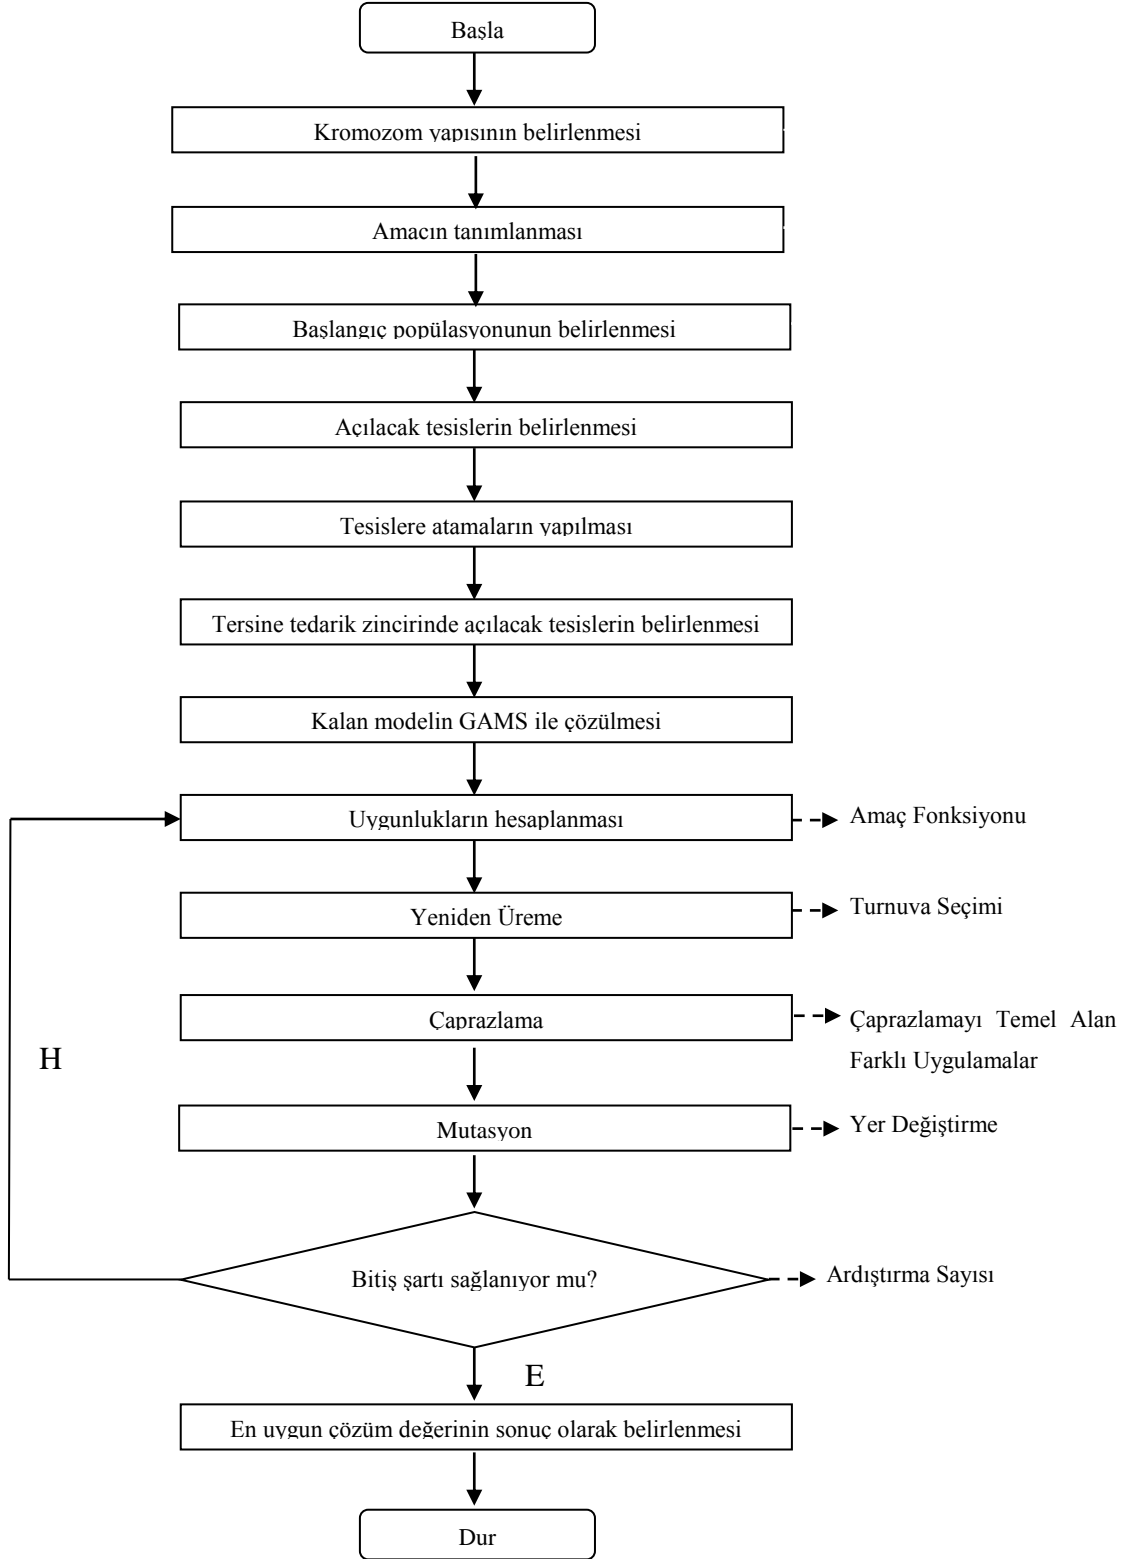 Başla
Kromozom yapısının belirlenmesi
Amacın tanımlanması
Başlangıç popülasyonunun belirlenmesi
Açılacak tesislerin belirlenmesi
Tesislere atamaların yapılması
Tersine tedarik zincirinde açılacak tesislerin belirlenmesi
Kalan modelin GAMS ile çözülmesi
Uygunlukların hesaplanması
Amaç Fonksiyonu
Yeniden Üreme
Turnuva Seçimi
Çaprazlama
Çaprazlamayı Temel Alan
Farklı Uygulamalar
H
Mutasyon
Yer Değiştirme
Bitiş şartı sağlanıyor mu?
Ardıştırma Sayısı
E
En uygun çözüm değerinin sonuç olarak belirlenmesi
Dur